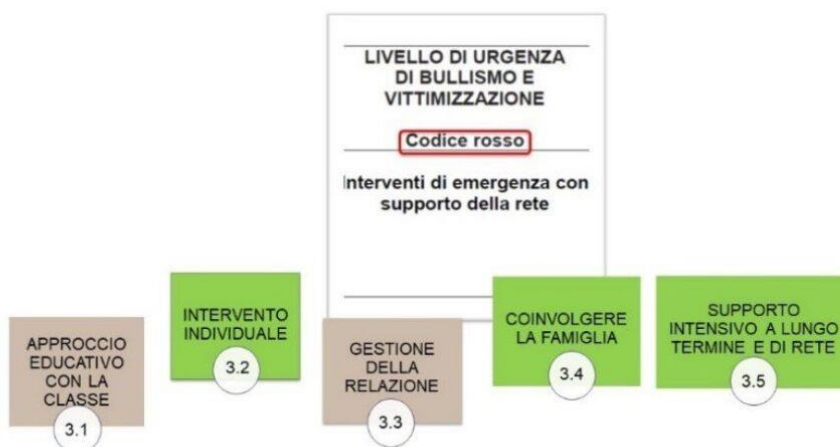 LIVELLO DI URGENZA
DI BULLISMO E
VITTIMIZZAZIONE
Codice rosso
Interventi di emergenza con
supporto della rete
APPROCCIO
EDUCATIVO
CON LA
CLASSE
3.1
INTERVENTO
INDIVIDUALE
3.2
GESTIONE
DELLA
RELAZIONE
3.3
COINVOLGERE
LA FAMIGLIA
3.4
SUPPORTO
INTENSIVO A LUNGO
TERMINE E DI RETE
3.5